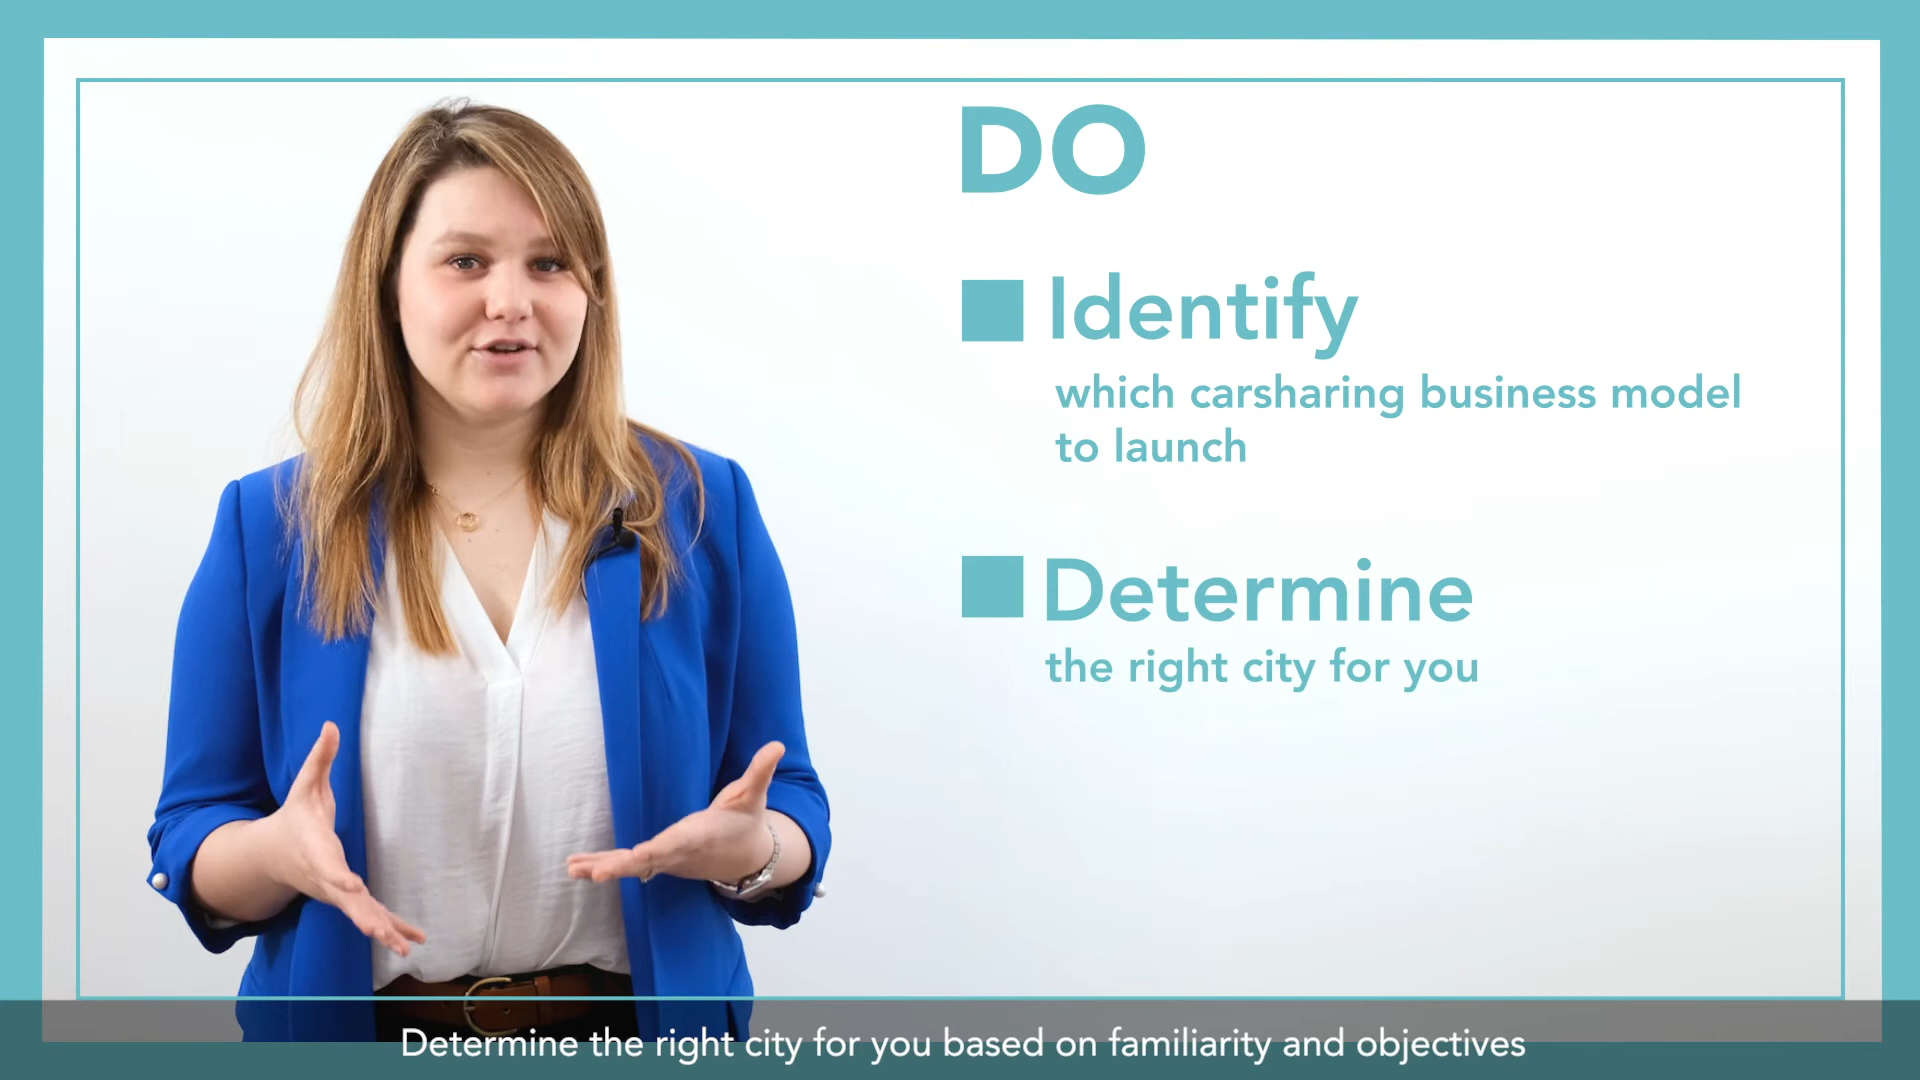 DO
Identify
which carsharing business model
to launch
Determine
the right city for you
Determine the right city for you based on familiarity and objectives